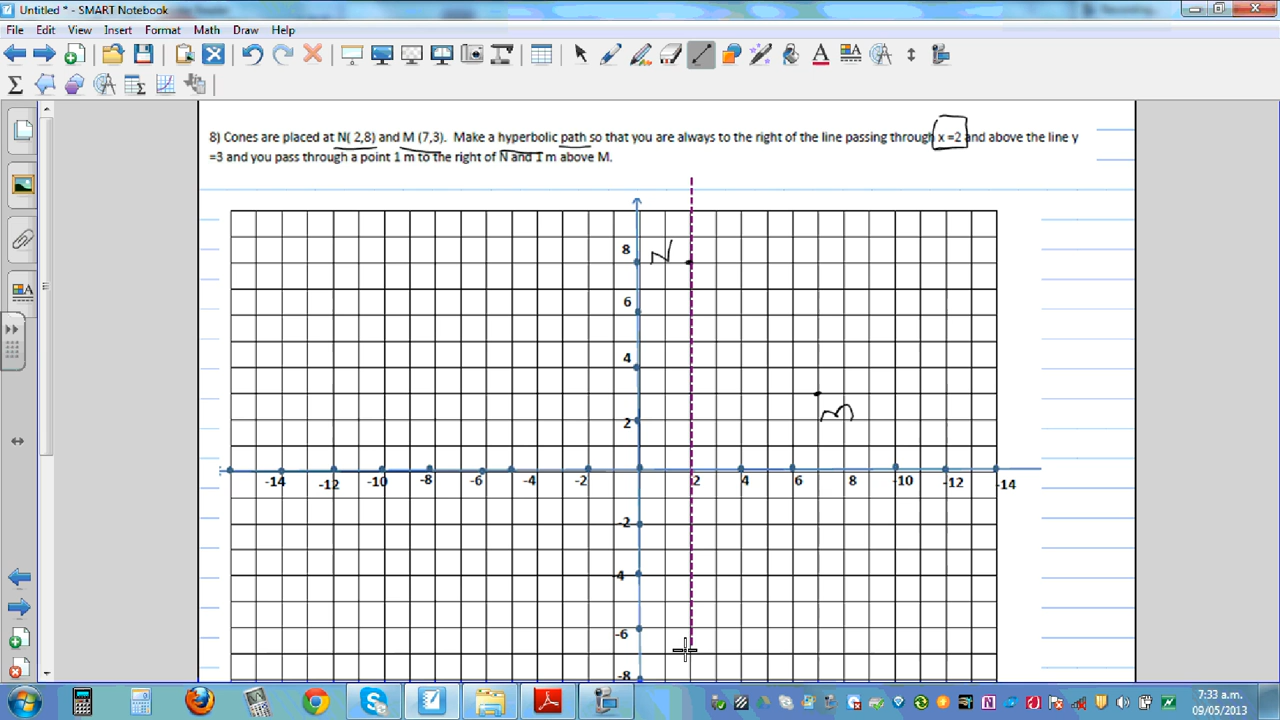 Untitled * - SMART Notebook
File Edit View Insert Format Math Draw Help
8) Cones are placed at N( 2,8) and M (7,3). Make a hyperbolic path so that you are always to the right of the line passing through x =2 and above the line y
=3 and you pass through a point 1 m to the right of N and 1 m above M.
8
N
6
4
M
2
-14 -12 -10 -8 -6 -4 -2 2 4 6 8 -10 -12 -14
-2
-4
-6
-8
7:33 a.m.
09/05/2013